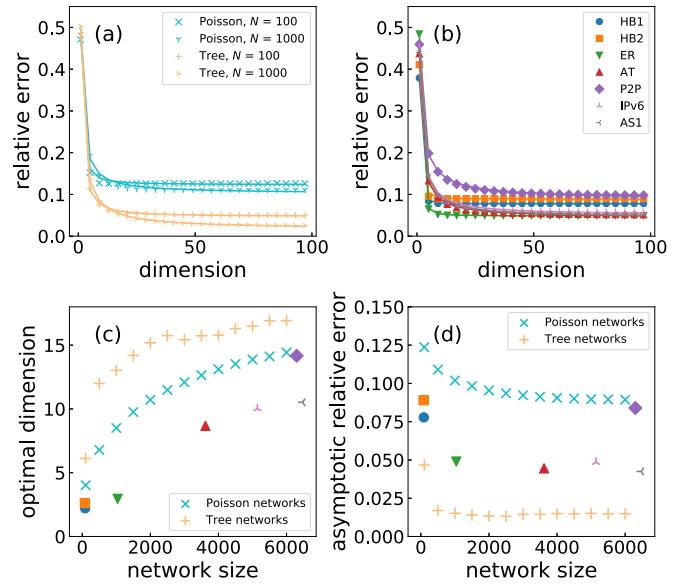 (a)
Poisson, N = 100
Poisson, N = 1000
Tree, N = 100
Tree, N = 1000
relative error
0.5
0.4
0.3
0.2
0.1
0.0
0
50
100
dimension
(b)
HB1
HB2
ER
AT
P2P
IPv6
AS1
relative error
0.5
0.4
0.3
0.2
0.1
0.0
0
50
100
dimension
(c)
optimal dimension
15
10
5
0
0
2000
4000
6000
network size
Poisson networks
Tree networks
(d)
Poisson networks
Tree networks
asymptotic relative error
0.150
0.125
0.100
0.075
0.050
0.025
0.000
0
2000
4000
6000
network size